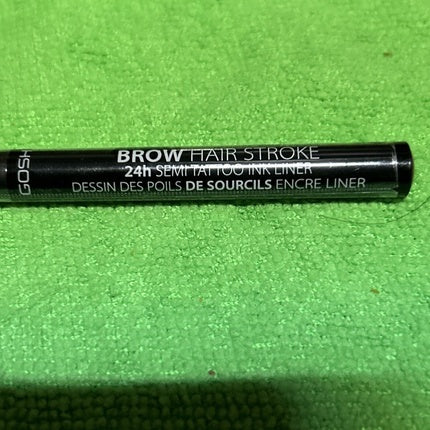 GOSH
BROW HAIR STROKE
24h SEMI TATTOO INK LINER
DESSIN DES POILS DE SOURCILS ENCRE LINER